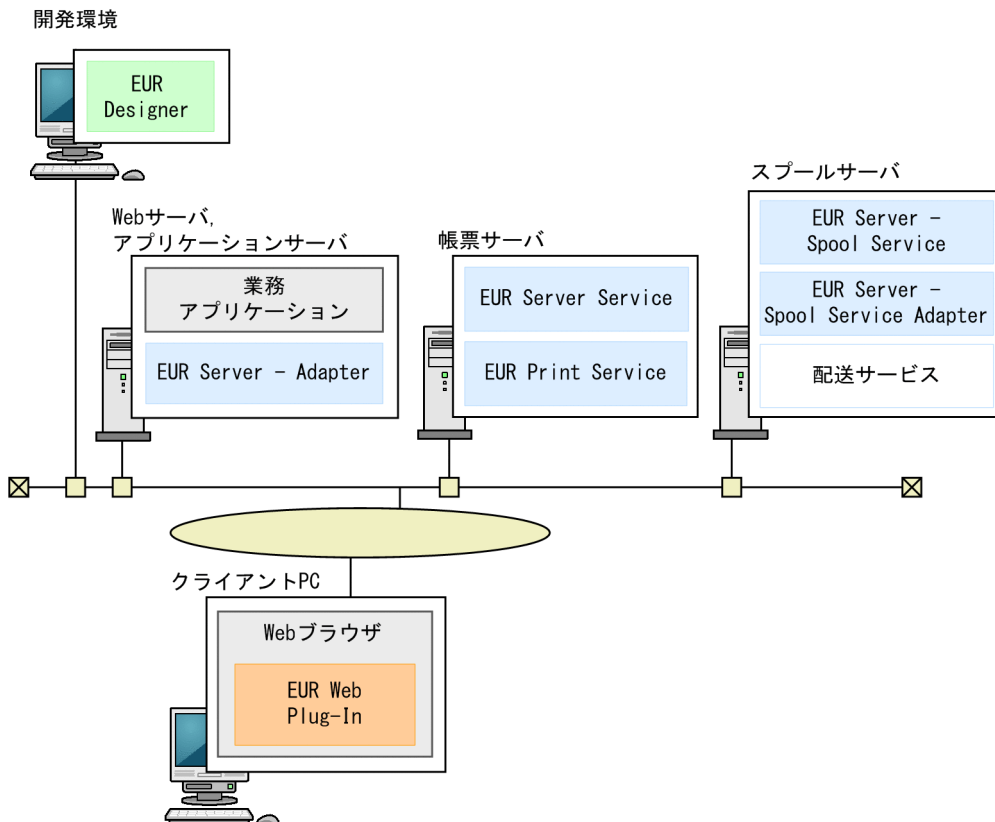 開発環境
EUR
Designer
スプールサーバ
EUR Server −
Spool Service
EUR Server −
Spool Service Adapter
配送サービス
Webサーバ,
アプリケーションサーバ
業務
アプリケーション
EUR Server − Adapter
帳票サーバ
EUR Server Service
EUR Print Service
クライアントPC
Webブラウザ
EUR Web
Plug−In